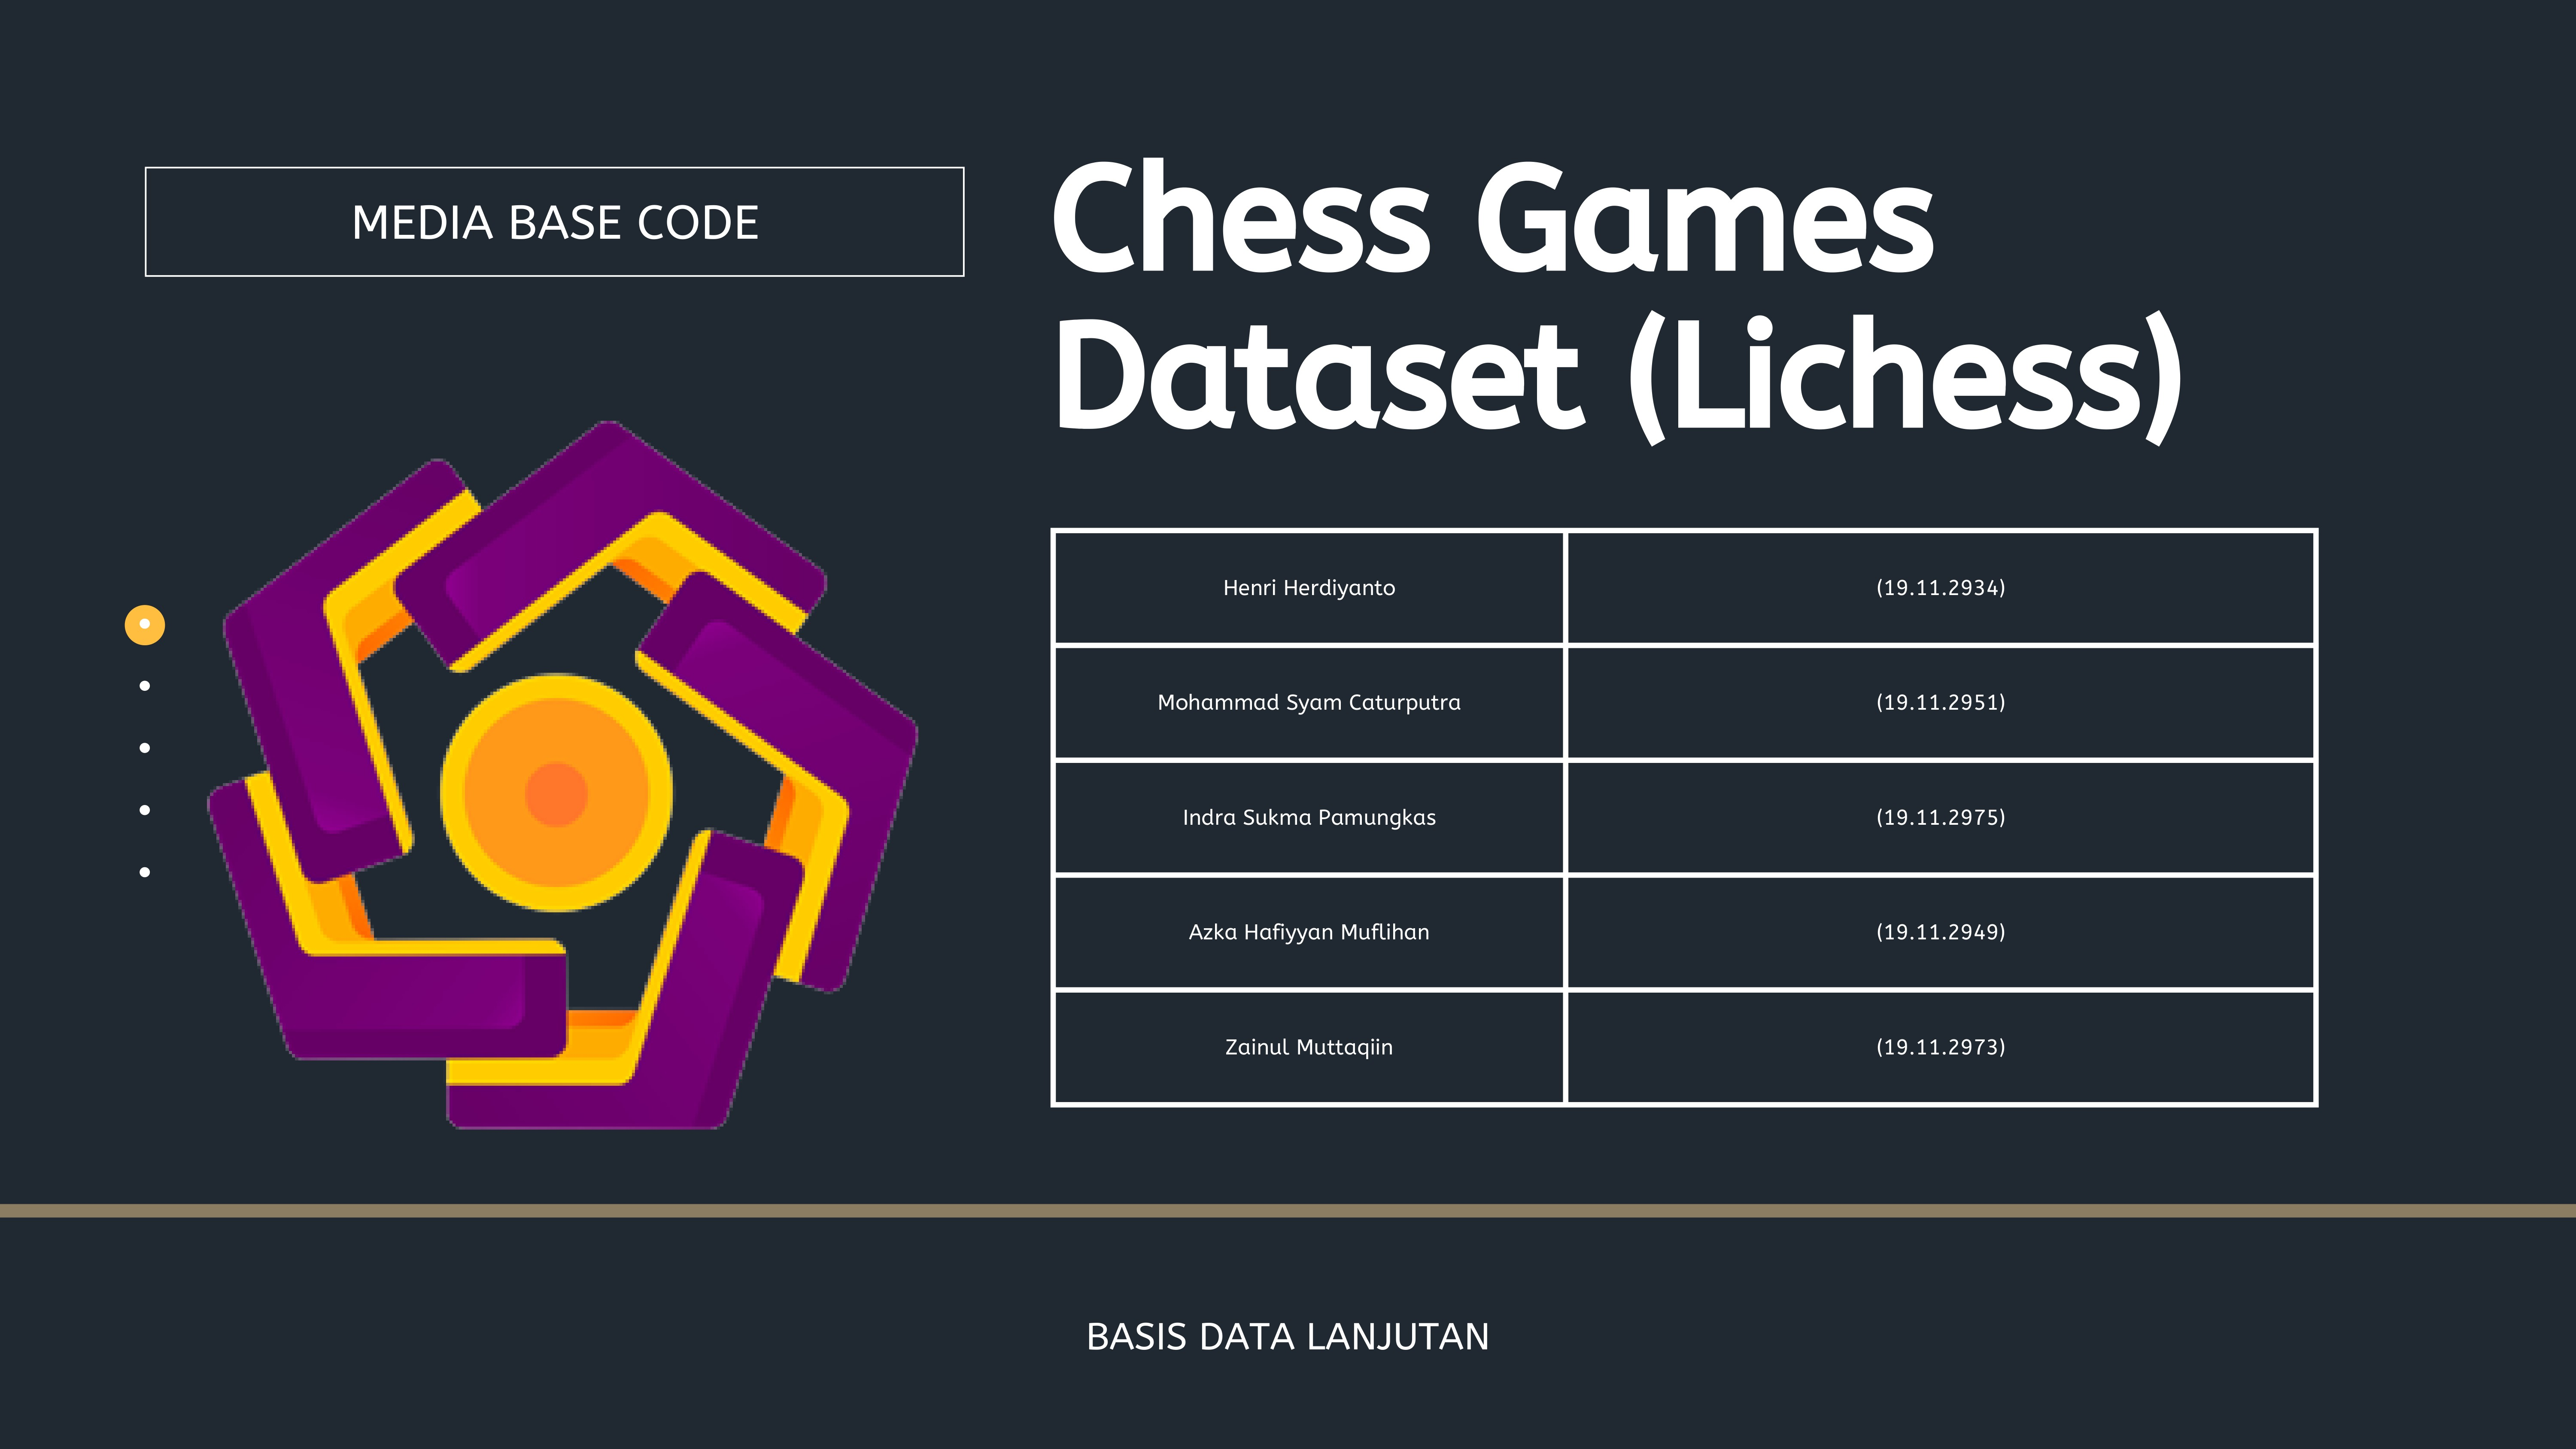 MEDIA BASE CODE
Chess Games
Dataset (Lichess)
Henri Herdiyanto (19.11.2934)
Mohammad Syam Caturputra (19.11.2951)
Indra Sukma Pamungkas (19.11.2975)
Azka Hafiyyan Muflihan (19.11.2949)
Zainul Muttaqiin (19.11.2973)
BASIS DATA LANJUTAN